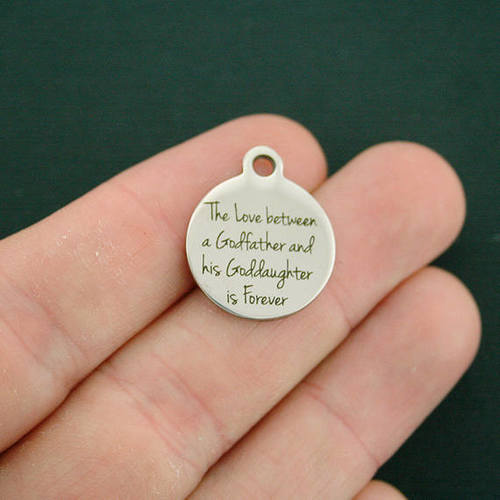 The Love between
a Godfather and
his Goddaughter
is Forever